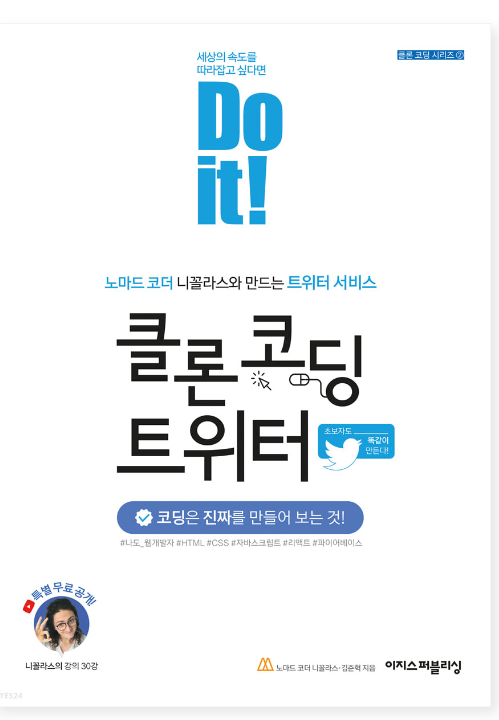 세상의 속도를
따라잡고 싶다면
클론 코딩 시리즈 ②
Do
it!
노마드 코더 니꼴라스와 만드는 트위터 서비스
클론 코딩
트위터
초보자도
똑같이
만든다!
코딩은 진짜를 만들어 보는 것!
#나도_웹개발자 #HTML #CSS #자바스크립트 #리액트 #파이어베이스
특별 무료 공개!
니꼴라스의 강의 30강
노마드 코더 니꼴라스·김준혁 지음
이지스 퍼블리싱
YES24